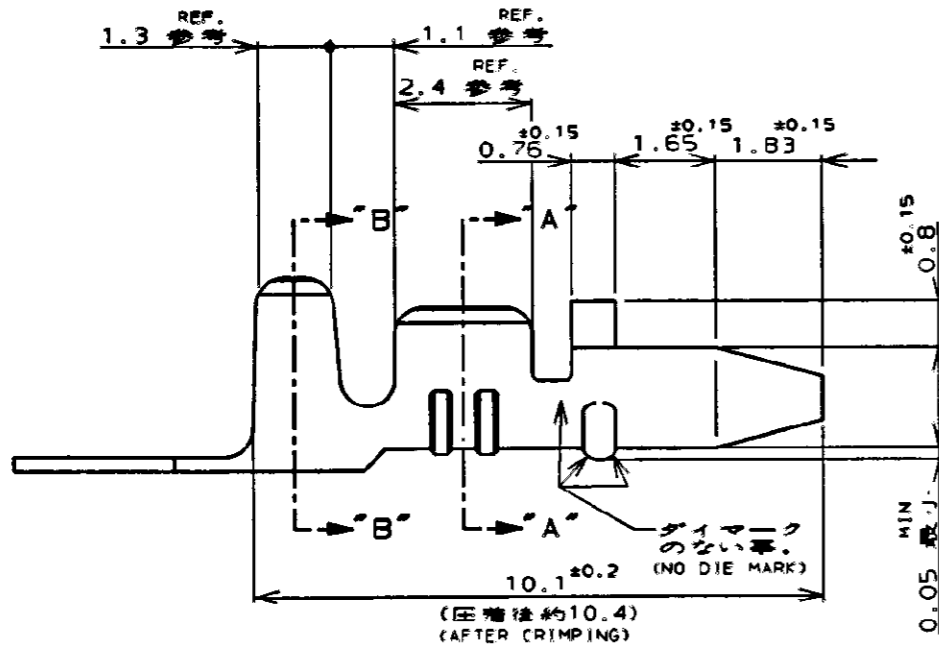 REF.
1.3 参考
REF.
1.1 参考
REF.
2.4 参考
±0.15
0.76
±0.15
1.65
±0.15
1.83
±0.15
0.8
"B"
"A"
"B"
"A"
MIN
0.05 最小
ダイマーク
のない事.
(NO DIE MARK)
10.1±0.2
(圧着後約10.4)
(AFTER CRIMPING)